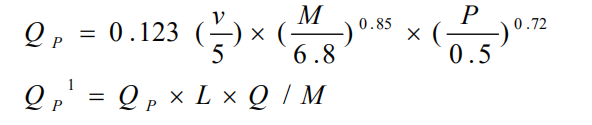 Q_P = 0.123 (v/5) × (M/6.8)^0.85 × (P/0.5)^0.72
Q_P^1 = Q_P × L × Q / M